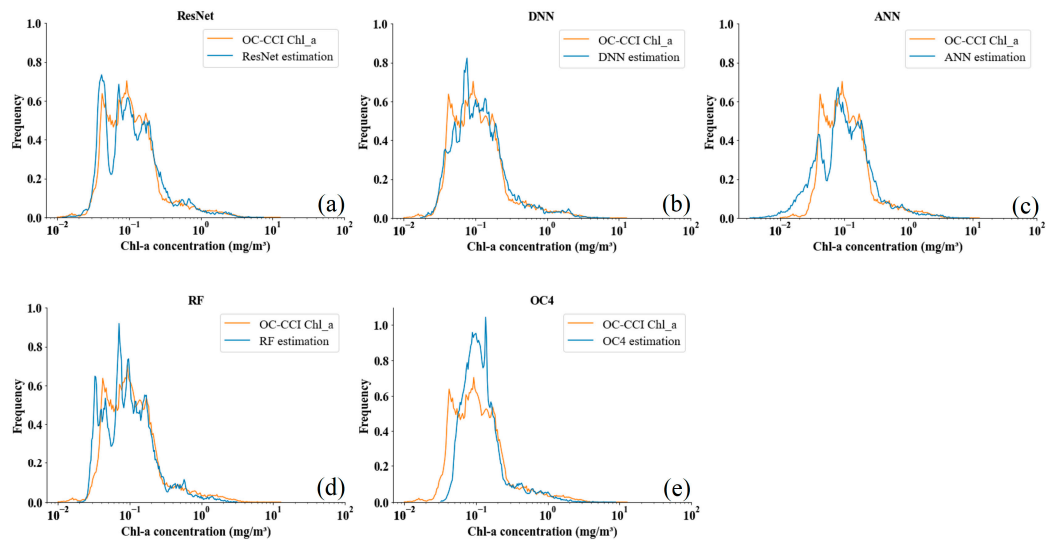 ResNet
1.0
0.8
0.6
0.4
0.2
0.0
Frequency
OC-CCI Chl_a
ResNet estimation
(a)
10⁻² 10⁻¹ 10⁰ 10¹ 10²
Chl-a concentration (mg/m³)
DNN
1.0
0.8
0.6
0.4
0.2
0.0
Frequency
OC-CCI Chl_a
DNN estimation
(b)
10⁻² 10⁻¹ 10⁰ 10¹ 10²
Chl-a concentration (mg/m³)
ANN
1.0
0.8
0.6
0.4
0.2
0.0
Frequency
OC-CCI Chl_a
ANN estimation
(c)
10⁻² 10⁻¹ 10⁰ 10¹ 10²
Chl-a concentration (mg/m³)
RF
1.0
0.8
0.6
0.4
0.2
0.0
Frequency
OC-CCI Chl_a
RF estimation
(d)
10⁻² 10⁻¹ 10⁰ 10¹ 10²
Chl-a concentration (mg/m³)
OC4
1.0
0.8
0.6
0.4
0.2
0.0
Frequency
OC-CCI Chl_a
OC4 estimation
(e)
10⁻² 10⁻¹ 10⁰ 10¹ 10²
Chl-a concentration (mg/m³)